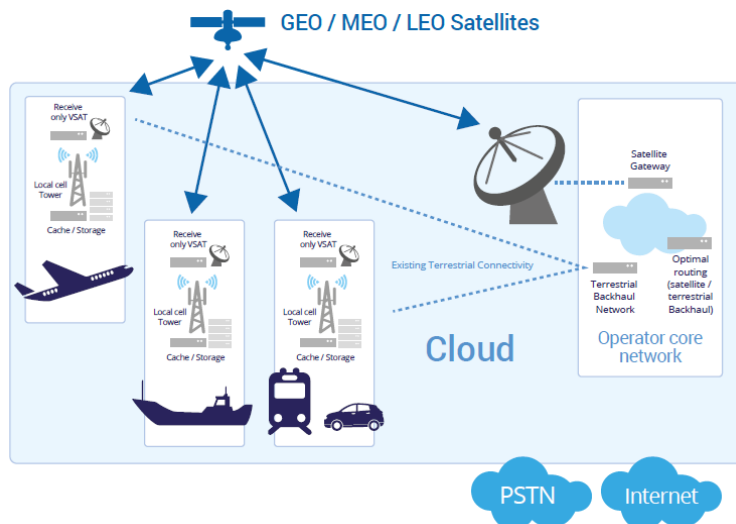 GEO / MEO / LEO Satellites
Receive
only VSAT
Local cell
Tower
Cache / Storage
Receive
only VSAT
Local cell
Tower
Cache / Storage
Receive
only VSAT
Local cell
Tower
Cache / Storage
Existing Terrestrial Connectivity
Cloud
Satellite
Gateway
Terrestrial
Backhaul
Network
Optimal
routing
(satellite /
terrestrial
Backhaul)
Operator core
network
PSTN
Internet